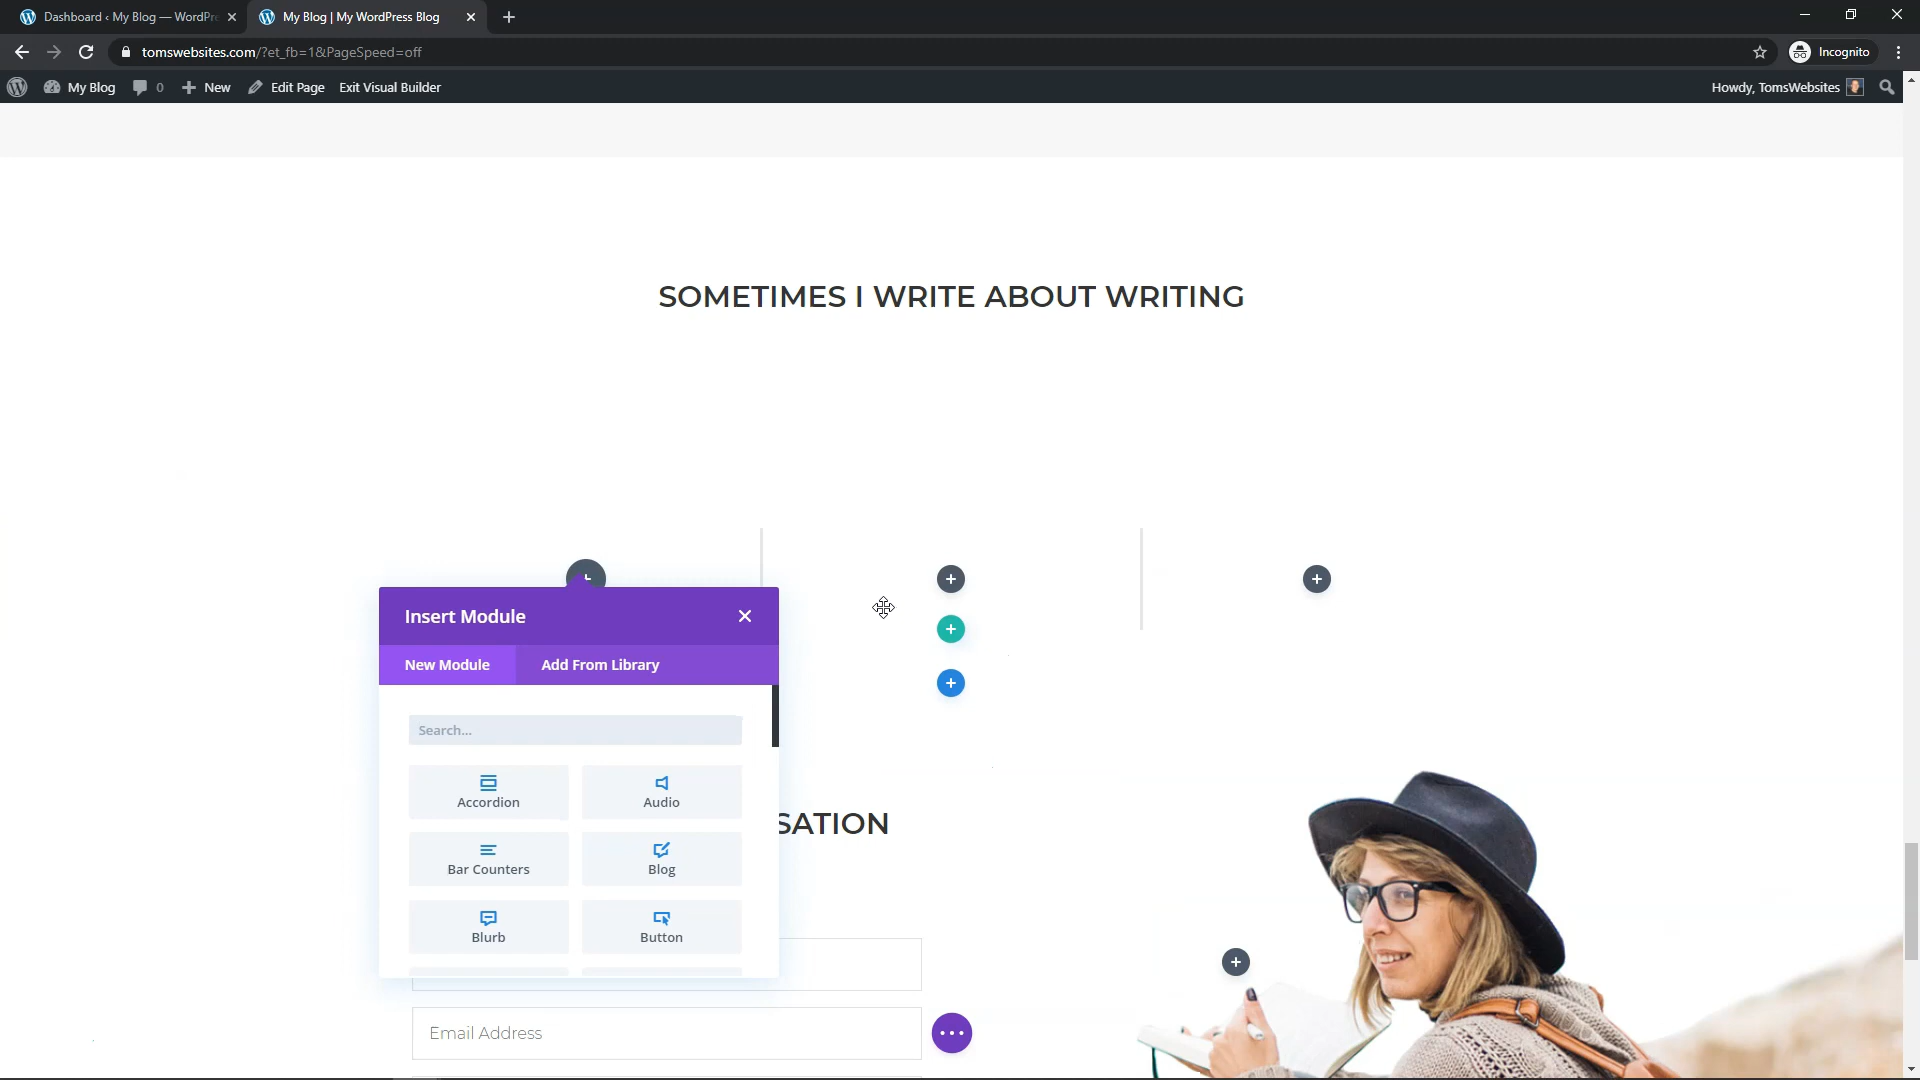 Dashboard ‹ My Blog — WordPre
My Blog | My WordPress Blog
tomswebsites.com/?et_fb=1&PageSpeed=off
Incognito
My Blog
0
New
Edit Page
Exit Visual Builder
Howdy, TomsWebsites
SOMETIMES I WRITE ABOUT WRITING
Insert Module
New Module
Add From Library
Search...
Accordion
Audio
SATION
Bar Counters
Blog
Blurb
Button
Email Address